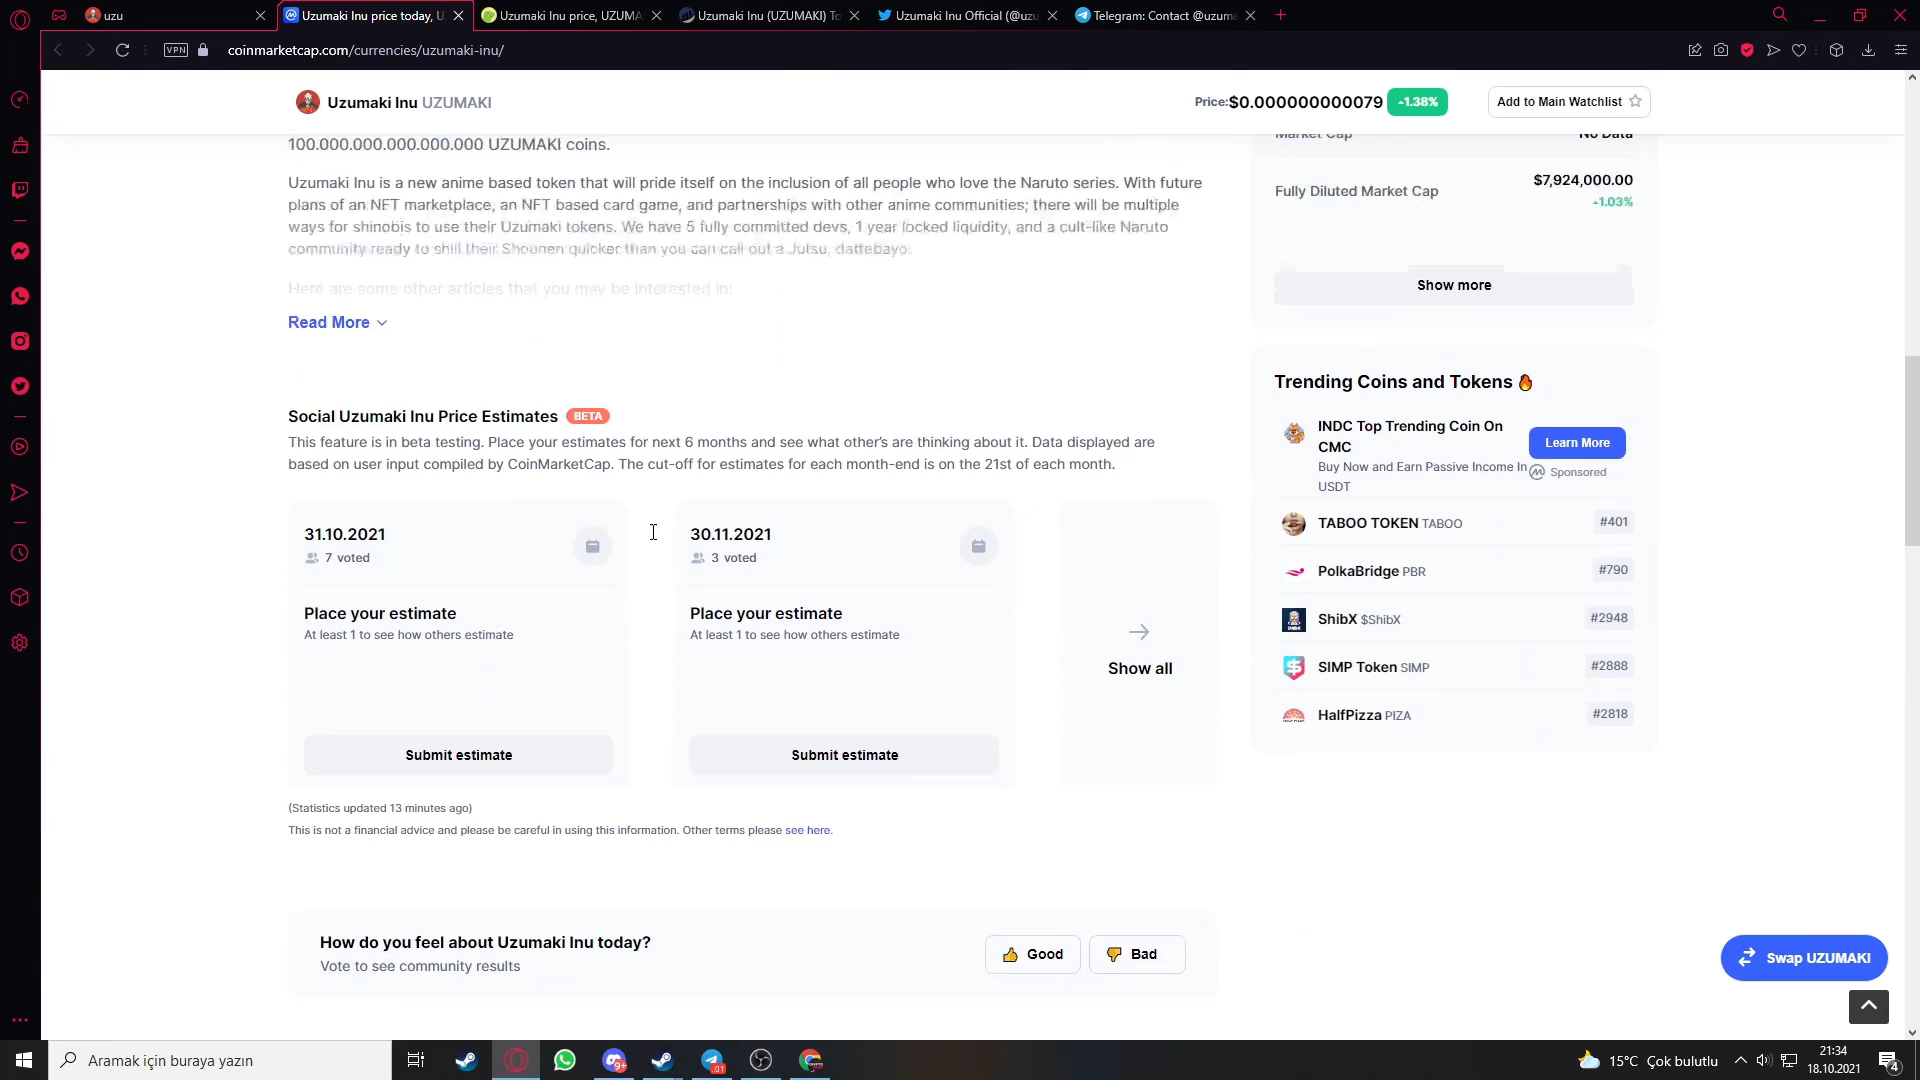 uzu
Uzumaki Inu price today, U
Uzumaki Inu price, UZUMA
Uzumaki Inu (UZUMAKI) To
Uzumaki Inu Official (@uzu
Telegram: Contact @uzuma
VPN
coinmarketcap.com/currencies/uzumaki-inu/
Uzumaki Inu UZUMAKI
Price:$0.000000000079
1.38%
Add to Main Watchlist
Market Cap
No Data
100.000.000.000.000.000 UZUMAKI coins.
Uzumaki Inu is a new anime based token that will pride itself on the inclusion of all people who love the Naruto series. With future
plans of an NFT marketplace, an NFT based card game, and partnerships with other anime communities; there will be multiple
ways for shinobis to use their Uzumaki tokens. We have 5 fully committed devs, 1 year locked liquidity, and a cult-like Naruto
community ready to shill their Shoonen quicker than you can call out a Jutsu, dattebayo.
Here are some other articles that you may be interested in:
Read More
Fully Diluted Market Cap
$7,924,000.00
1.03%
Show more
Social Uzumaki Inu Price Estimates BETA
This feature is in beta testing. Place your estimates for next 6 months and see what other's are thinking about it. Data displayed are
based on user input compiled by CoinMarketCap. The cut-off for estimates for each month-end is on the 21st of each month.
31.10.2021
7 voted
Place your estimate
At least 1 to see how others estimate
Submit estimate
30.11.2021
3 voted
Place your estimate
At least 1 to see how others estimate
Submit estimate
Show all
(Statistics updated 13 minutes ago)
This is not a financial advice and please be careful in using this information. Other terms please see here.
Trending Coins and Tokens
INDC Top Trending Coin On
CMC
Buy Now and Earn Passive Income In
USDT
Learn More
Sponsored
TABOO TOKEN TABOO
#401
PolkaBridge PBR
#790
ShibX $ShibX
#2948
SIMP Token SIMP
#2888
HalfPizza PIZA
#2818
How do you feel about Uzumaki Inu today?
Vote to see community results
Good
Bad
Swap UZUMAKI
Aramak için buraya yazın
9+
15°C Çok bulutlu
21:34
18.10.2021
4